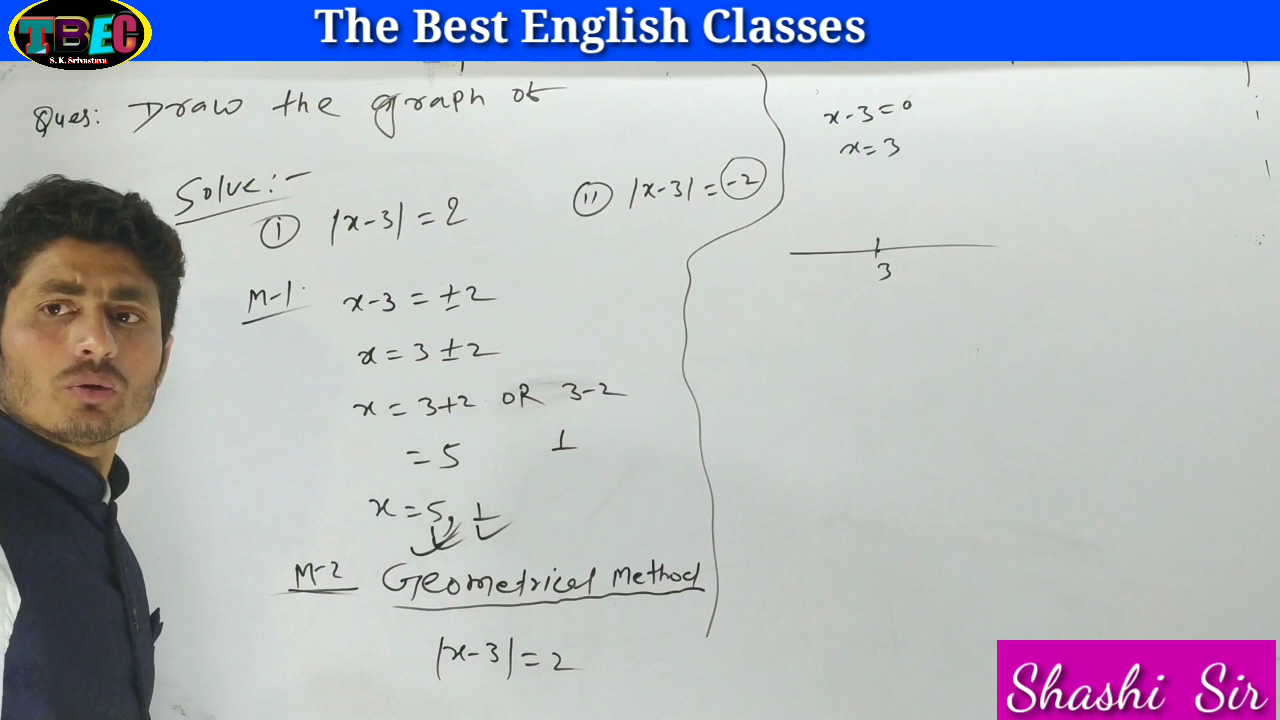 The Best English Classes
TBEC
S. K. Srivastava
Ques: Draw the graph of
Solve:-
(i) |x-3| = 2
(ii) |x-3| = -2
M-1. x-3 = ±2
x = 3 ± 2
x = 3+2 OR 3-2
= 5 1
x = 5, 1
M-2 Geometrical Method
|x-3| = 2
x-3=0
x=3
3
Shashi Sir